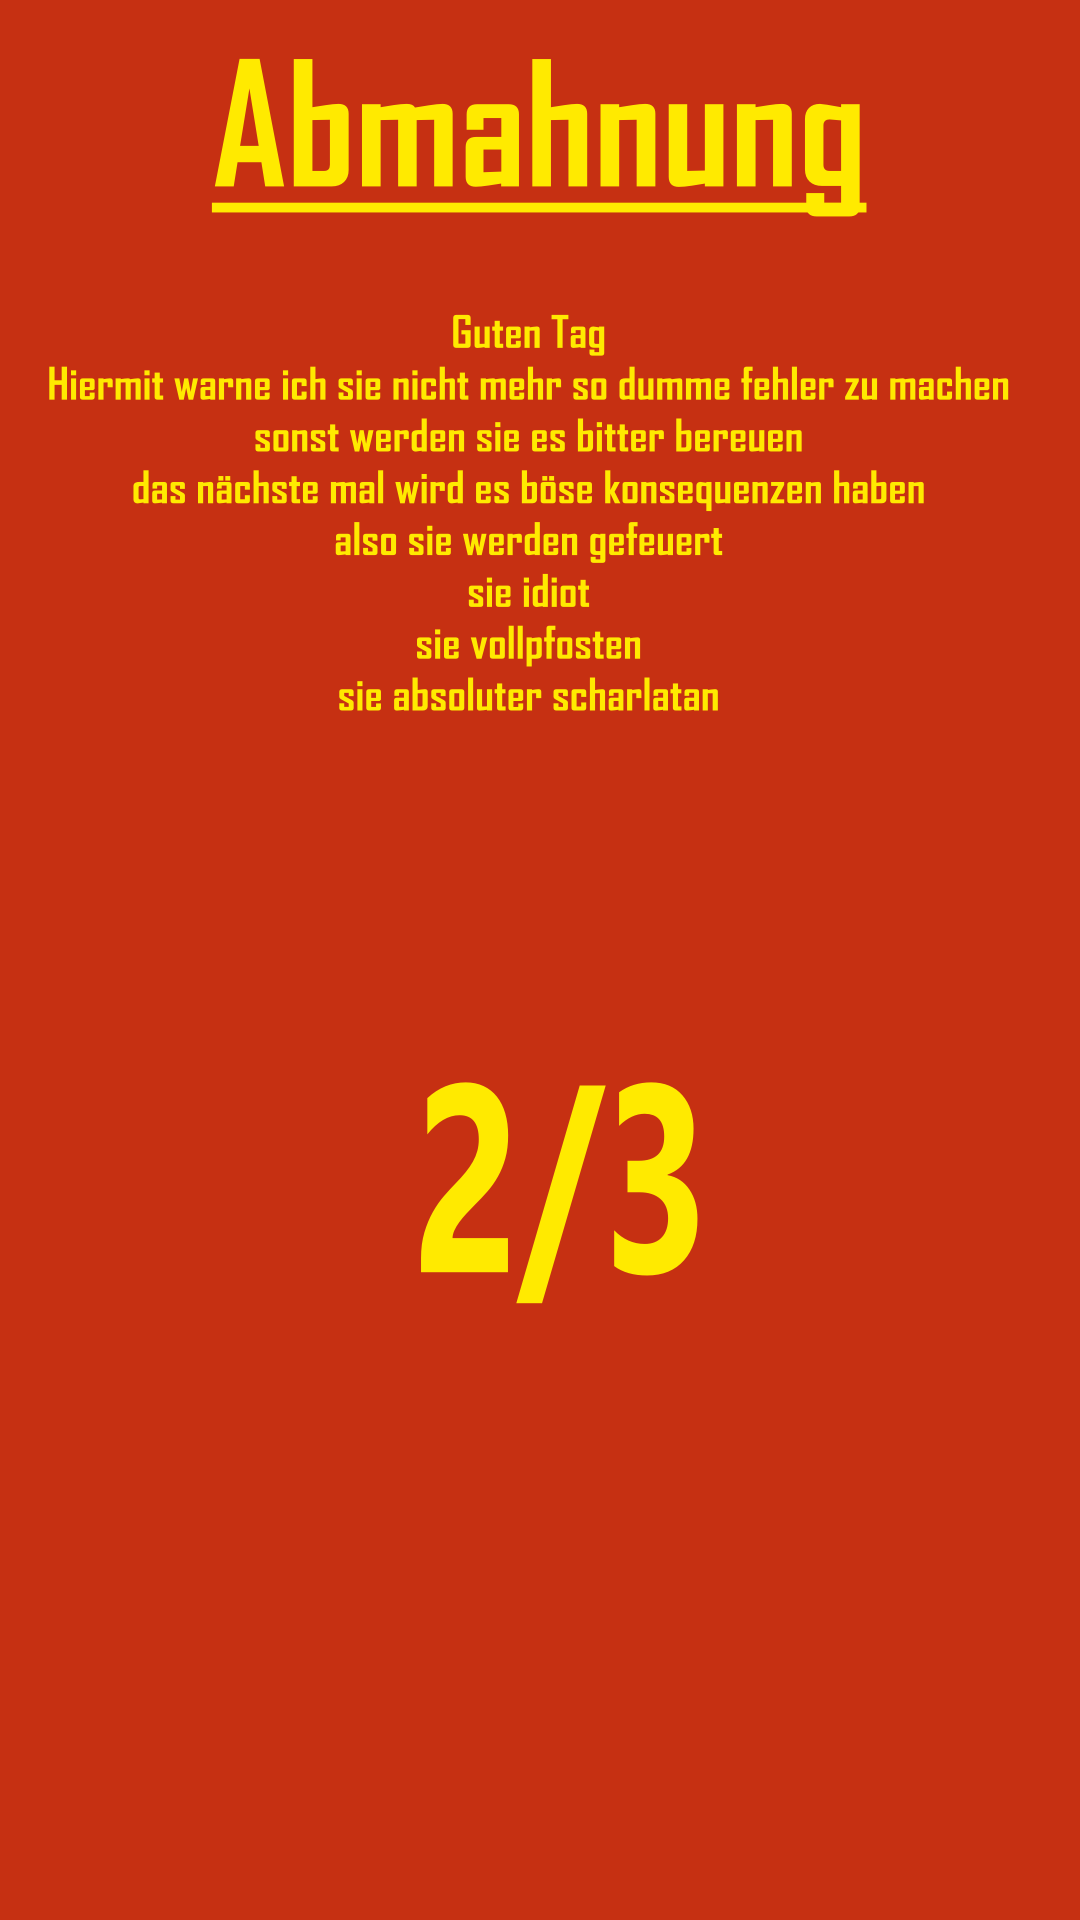 Abmahnung
Guten Tag
Hiermit warne ich sie nicht mehr so dumme fehler zu machen
sonst werden sie es bitter bereuen
das nächste mal wird es böse konsequenzen haben
also sie werden gefeuert
sie idiot
sie vollpfosten
sie absoluter scharlatan
2/3